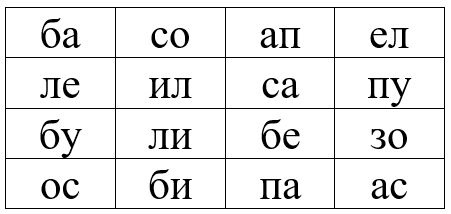 ба со ап ел
ле ил са пу
бу ли бе зо
ос би па ас